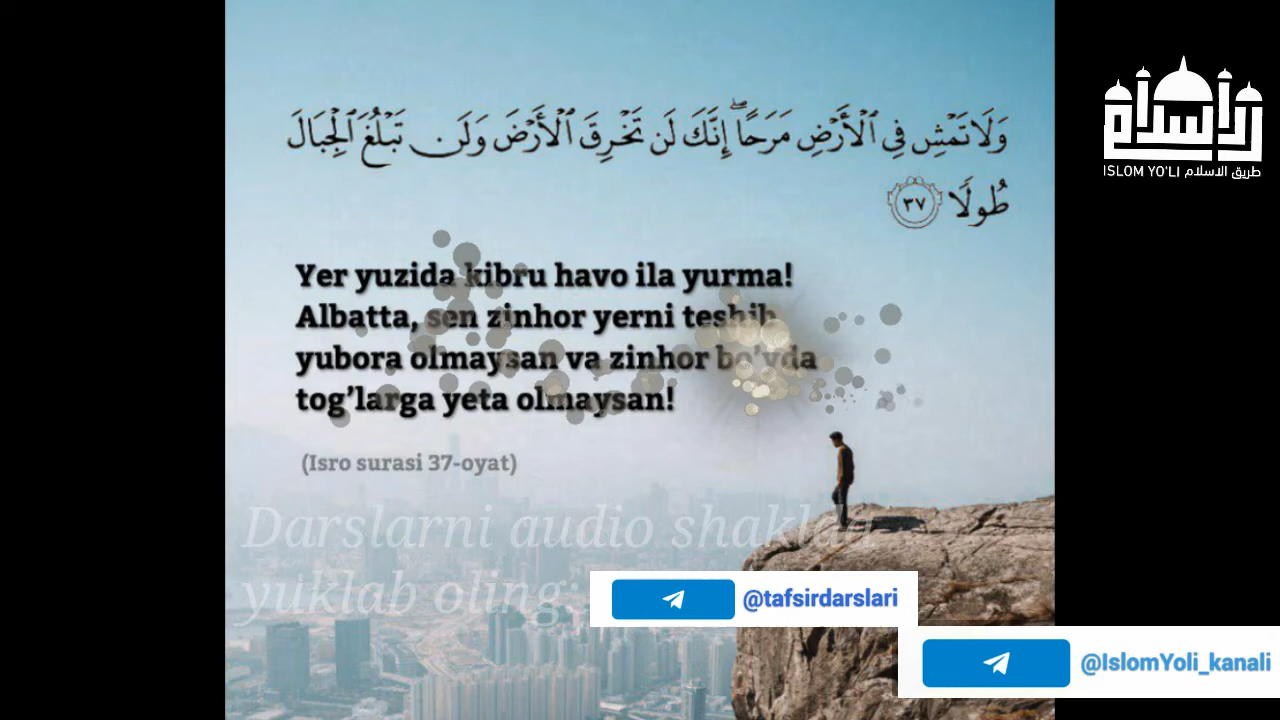 وَلَا تَمْشِ فِي ٱلْأَرْضِ مَرَحًا ۖ إِنَّكَ لَن تَخْرِقَ ٱلْأَرْضَ وَلَن تَبْلُغَ ٱلْجِبَالَ
طُولًا ٣٧
Yer yuzida kibru havo ila yurma!
Albatta, sen zinhor yerni teshib
yubora olmaysan va zinhor bo'yda
tog'larga yeta olmaysan!
(Isro surasi 37-oyat)
Darslarni audio shaklda
yuklab oling:
@tafsirdarslari
@IslomYoli_kanali
ISLOM YO'LI طريق الاسلام